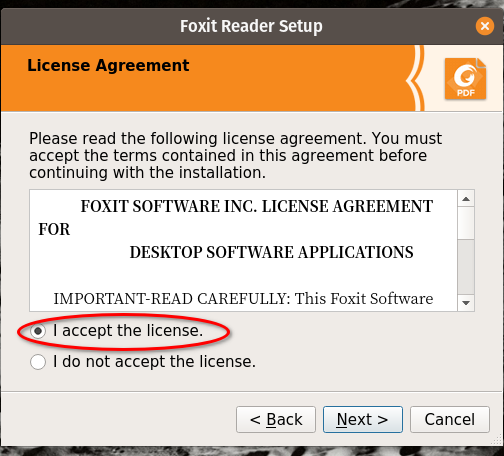 Foxit Reader Setup
License Agreement
PDF
Please read the following license agreement. You must
accept the terms contained in this agreement before
continuing with the installation.
FOXIT SOFTWARE INC. LICENSE AGREEMENT
FOR
DESKTOP SOFTWARE APPLICATIONS
IMPORTANT-READ CAREFULLY: This Foxit Software
I accept the license.
I do not accept the license.
< Back Next > Cancel